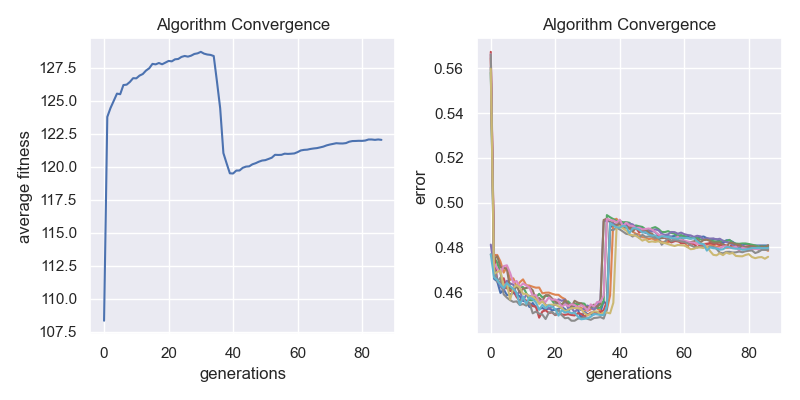 Algorithm Convergence
average fitness
127.5
125.0
122.5
120.0
117.5
115.0
112.5
110.0
107.5
0 20 40 60 80
generations
Algorithm Convergence
error
0.56
0.54
0.52
0.50
0.48
0.46
0 20 40 60 80
generations